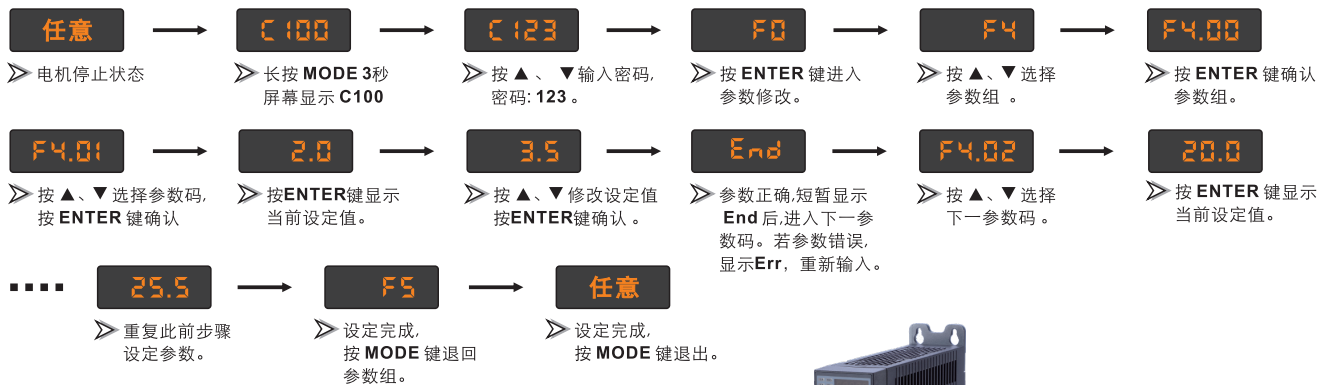 任意
C100
C123
F0
F4
F4.00
电机停止状态
长按 MODE 3秒
屏幕显示 C100
按 ▲ 、 ▼输入密码,
密码: 123 。
按 ENTER 键进入
参数修改。
按 ▲、▼ 选择
参数组 。
按 ENTER 键确认
参数组。
F4.01
2.0
3.5
End
F4.02
20.0
按 ▲、▼ 选择参数码,
按 ENTER 键确认
按ENTER键显示
当前设定值。
按 ▲、▼ 修改设定值
按ENTER键确认 。
参数正确,短暂显示
End 后,进入下一参
数码。若参数错误,
显示Err，重新输入。
按 ▲、▼ 选择
下一参数码 。
按 ENTER 键显示
当前设定值。
25.5
F5
任意
重复此前步骤
设定参数。
设定完成,
按 MODE 键退回
参数组。
设定完成,
按 MODE 键退出。